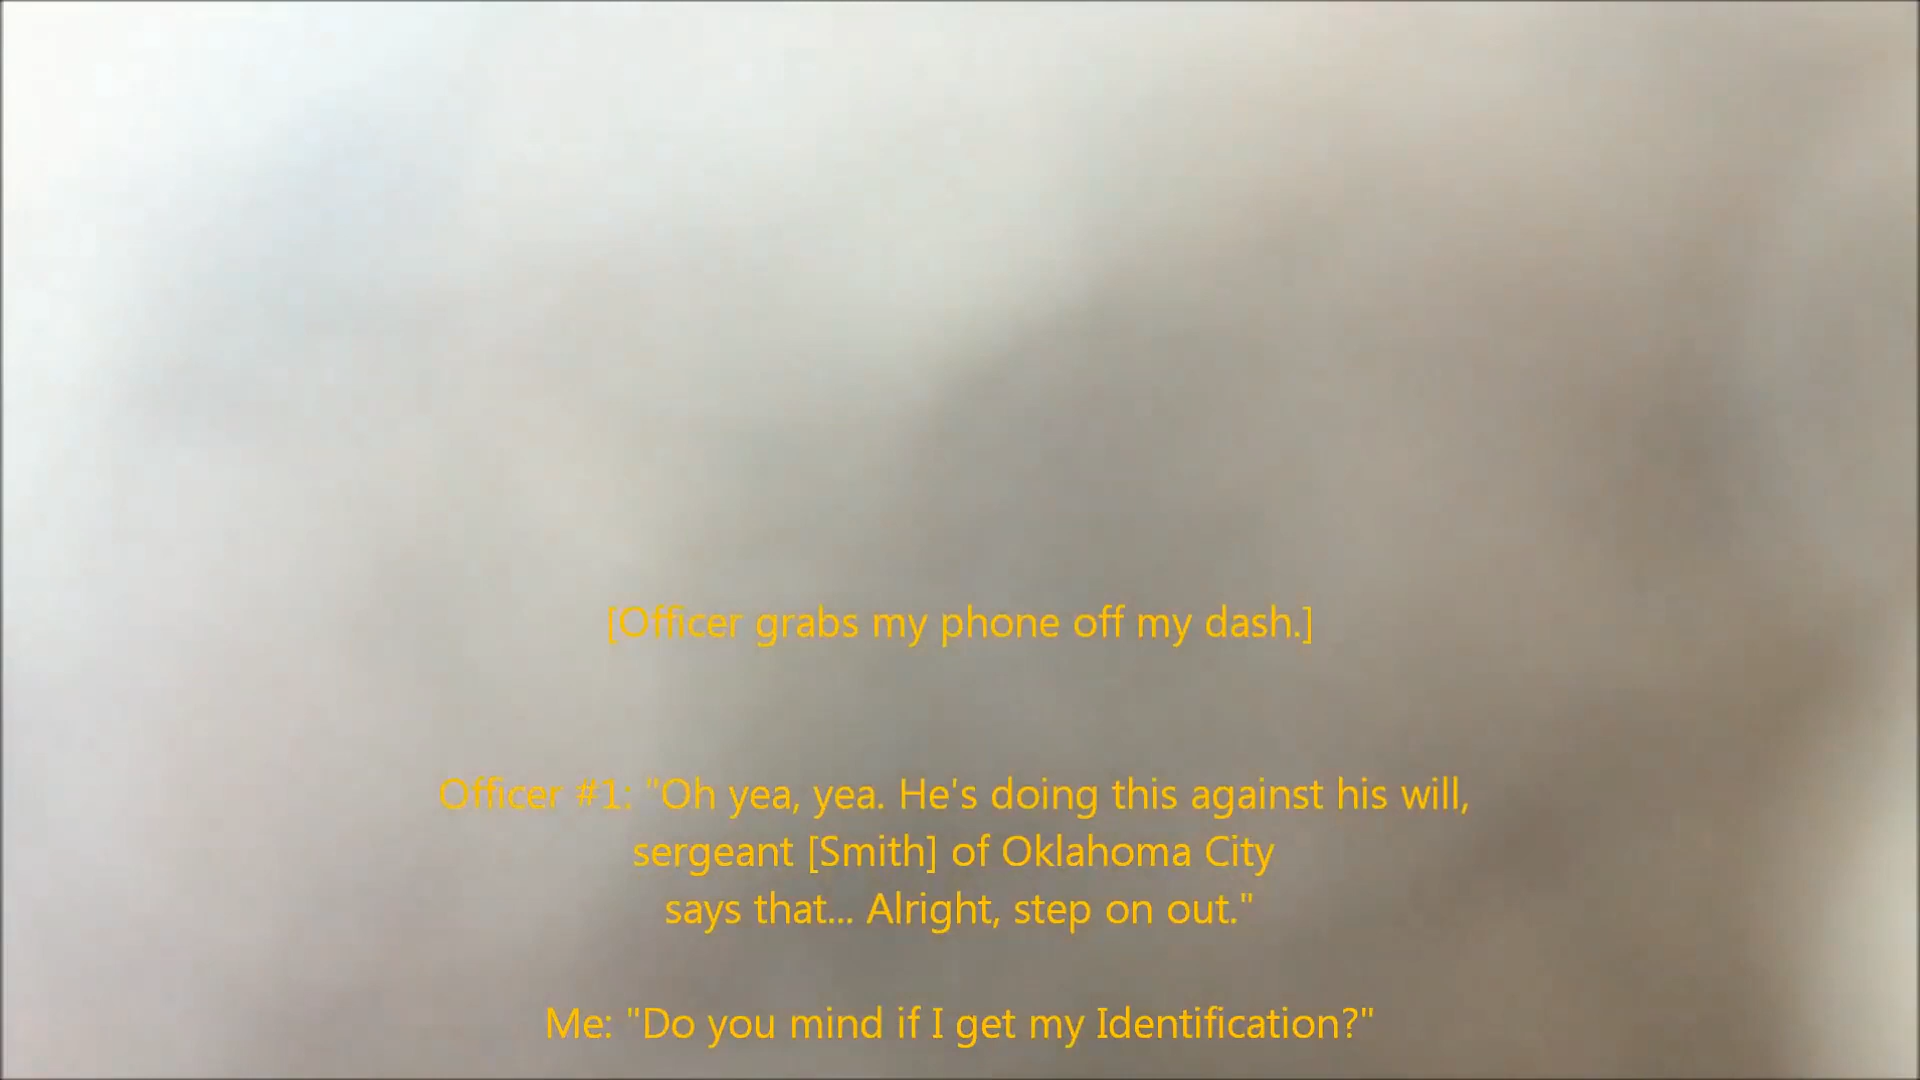 [Officer grabs my phone off my dash.]
Officer #1: "Oh yea, yea. He's doing this against his will,
sergeant [Smith] of Oklahoma City
says that... Alright, step on out."
Me: "Do you mind if I get my Identification?"